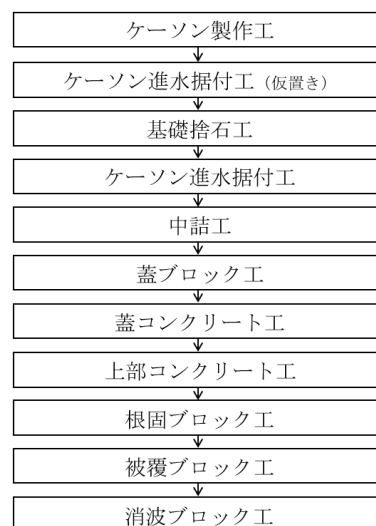 ケーソン製作工
ケーソン進水据付工（仮置き）
基礎捨石工
ケーソン進水据付工
中詰工
蓋ブロック工
蓋コンクリート工
上部コンクリート工
根固ブロック工
被覆ブロック工
消波ブロック工